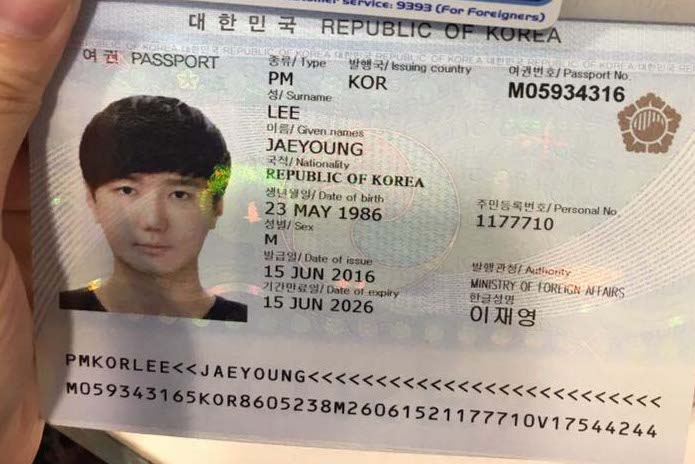 service: 9393 (For Foreigners)
대한민국 REPUBLIC OF KOREA
여권 PASSPORT
종류/ Type 발행국/ Issuing country 여권번호/ Passport No.
PM KOR M05934316
성/ Surname
LEE
이름/ Given names
JAEYOUNG
국적/ Nationality
REPUBLIC OF KOREA
생년월일/ Date of birth 주민등록번호/ Personal No.
23 MAY 1986 1177710
성별/ Sex
M
발급일/ Date of issue 발행관청/ Authority
15 JUN 2016 MINISTRY OF FOREIGN AFFAIRS
기간만료일/ Date of expiry 한글성명
15 JUN 2026 이재영
PMKORLEE<<JAEYOUNG<<<<<<<<<<<<<<<<<<<<<<<<<<
M059343165KOR8605238M26061521177710V17544244